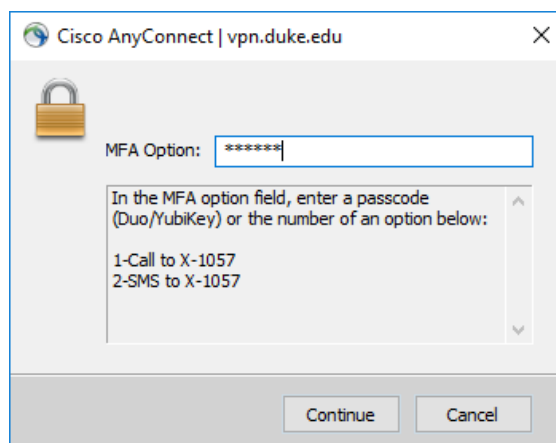 Cisco AnyConnect | vpn.duke.edu
MFA Option: ******
In the MFA option field, enter a passcode
(Duo/YubiKey) or the number of an option below:
1-Call to X-1057
2-SMS to X-1057
Continue Cancel